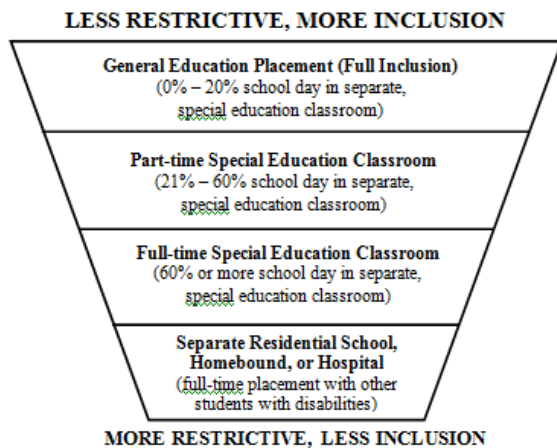 LESS RESTRICTIVE, MORE INCLUSION
General Education Placement (Full Inclusion)
(0% – 20% school day in separate,
special education classroom)
Part-time Special Education Classroom
(21% – 60% school day in separate,
special education classroom)
Full-time Special Education Classroom
(60% or more school day in separate,
special education classroom)
Separate Residential School,
Homebound, or Hospital
(full-time placement with other
students with disabilities)
MORE RESTRICTIVE, LESS INCLUSION